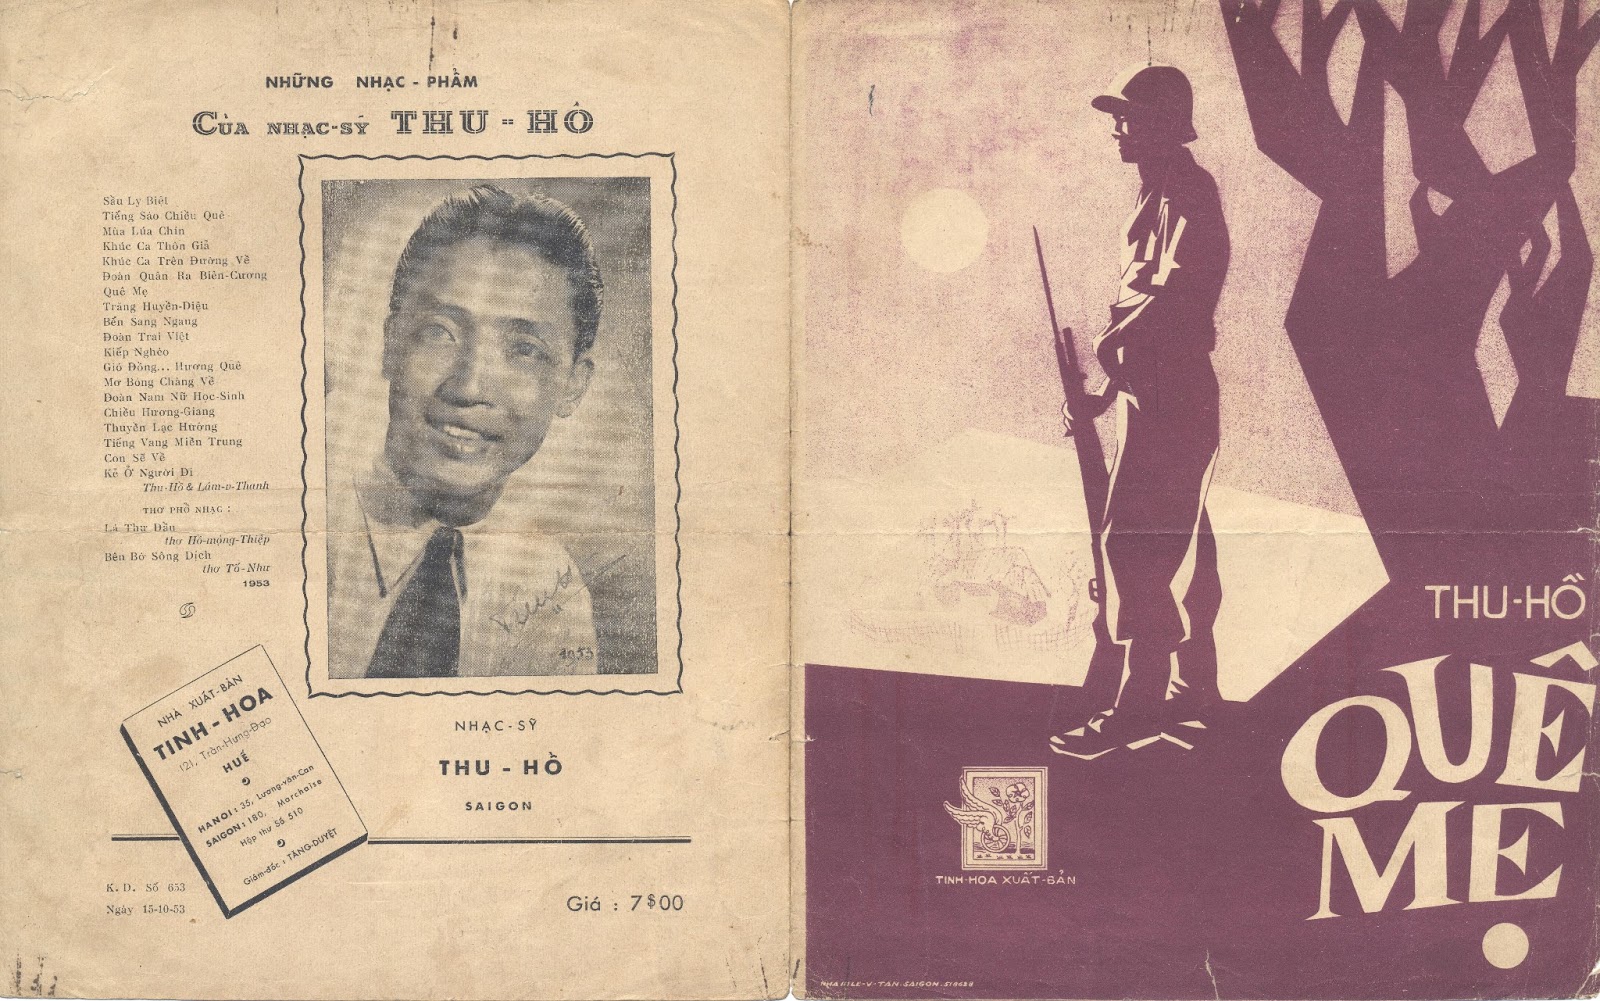 NHỮNG NHẠC - PHẨM
CỦA NHẠC-SỸ THU - HỒ
Sầu Ly Biệt
Tiếng Sáo Chiều Quê
Mùa Lúa Chín
Khúc Ca Thôn Giã
Khúc Ca Trên Đường Về
Đoàn Quân Ra Biên-Cương
Quê Mẹ
Trăng Huyền-Diệu
Bến Sang Ngang
Đoàn Trai Việt
Kiếp Nghèo
Gió Đồng... Hương Quê
Mơ Bóng Chàng Về
Đoàn Nam Nữ Học-Sinh
Chiều Hương-Giang
Thuyền Lạc Hướng
Tiếng Vang Miền Trung
Con Sẽ Về
Kẻ Ở Người Đi
Thu-Hồ & Lâm-v-Thanh
THƠ PHỔ NHẠC :
Lá Thư Đầu
thơ Hồ-mộng-Thiệp
Bên Bờ Sông Dịch
thơ Tố-Như
1953
1953
NHẠC-SỸ
THU - HỒ
SAIGON
NHÀ XUẤT-BẢN
TINH-HOA
121, Trần-Hưng-Đạo
HUẾ
HANOI : 35, Lương-văn-Can
SAIGON : 180, Marchaise
Hộp thư Số 510
Giám-đốc : TĂNG-DUYỆT
K. D. Số 653
Ngày 15-10-53
Giá : 7$00
THU-HỒ
QUÊ
MẸ
TINH-HOA XUẤT-BẢN
LE-V-TAN-SAIGON